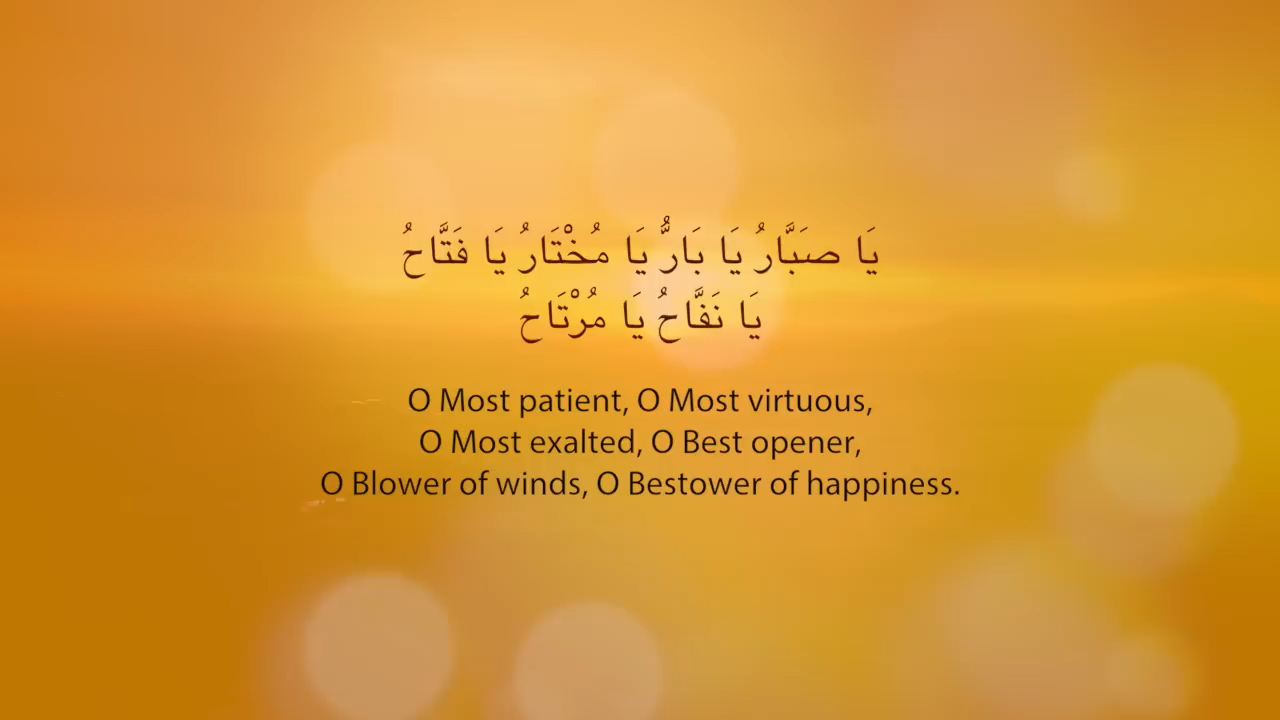 يَا صَبَّارُ يَا بَارُّ يَا مُخْتَارُ يَا فَتَّاحُ
يَا نَفَّاحُ يَا مُرْتَاحُ
O Most patient, O Most virtuous,
O Most exalted, O Best opener,
O Blower of winds, O Bestower of happiness.